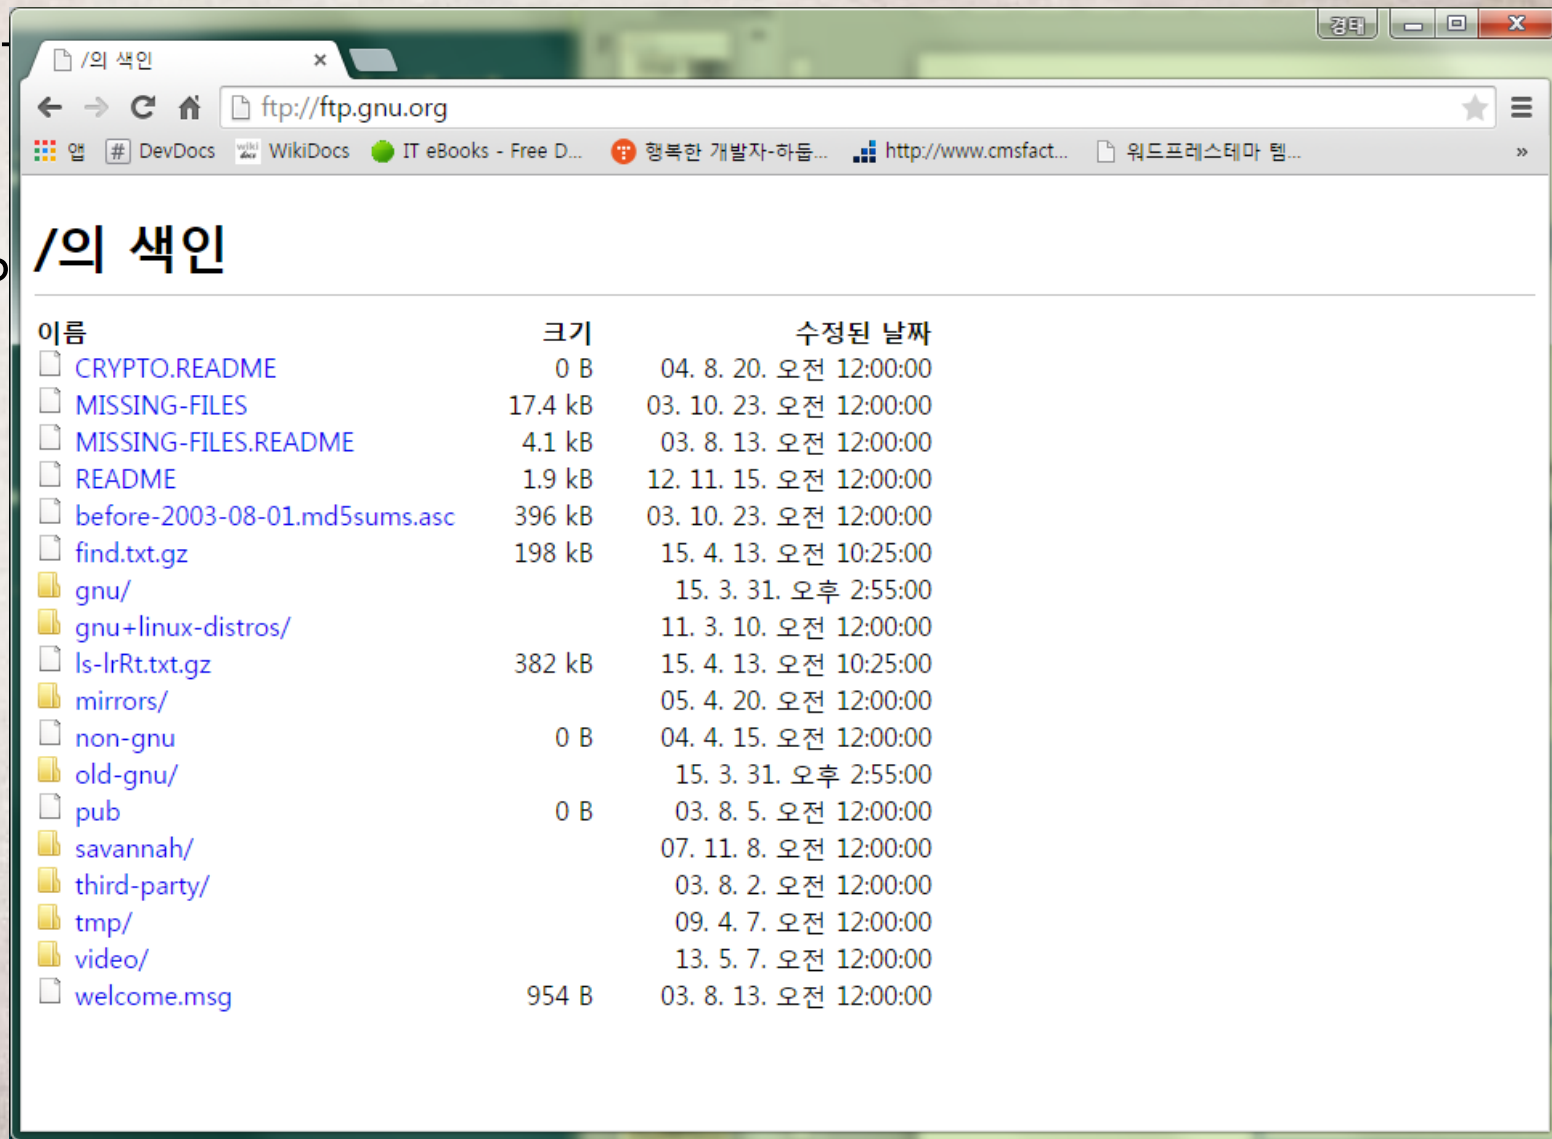 경태
/의 색인
ftp://ftp.gnu.org
앱 # DevDocs wiki docs WikiDocs IT eBooks - Free D... 행복한 개발자-하둡... http://www.cmsfact... 워드프레스테마 템... »
/의 색인
이름 크기 수정된 날짜
CRYPTO.README 0 B 04. 8. 20. 오전 12:00:00
MISSING-FILES 17.4 kB 03. 10. 23. 오전 12:00:00
MISSING-FILES.README 4.1 kB 03. 8. 13. 오전 12:00:00
README 1.9 kB 12. 11. 15. 오전 12:00:00
before-2003-08-01.md5sums.asc 396 kB 03. 10. 23. 오전 12:00:00
find.txt.gz 198 kB 15. 4. 13. 오전 10:25:00
gnu/ 15. 3. 31. 오후 2:55:00
gnu+linux-distros/ 11. 3. 10. 오전 12:00:00
ls-lrRt.txt.gz 382 kB 15. 4. 13. 오전 10:25:00
mirrors/ 05. 4. 20. 오전 12:00:00
non-gnu 0 B 04. 4. 15. 오전 12:00:00
old-gnu/ 15. 3. 31. 오후 2:55:00
pub 0 B 03. 8. 5. 오전 12:00:00
savannah/ 07. 11. 8. 오전 12:00:00
third-party/ 03. 8. 2. 오전 12:00:00
tmp/ 09. 4. 7. 오전 12:00:00
video/ 13. 5. 7. 오전 12:00:00
welcome.msg 954 B 03. 8. 13. 오전 12:00:00